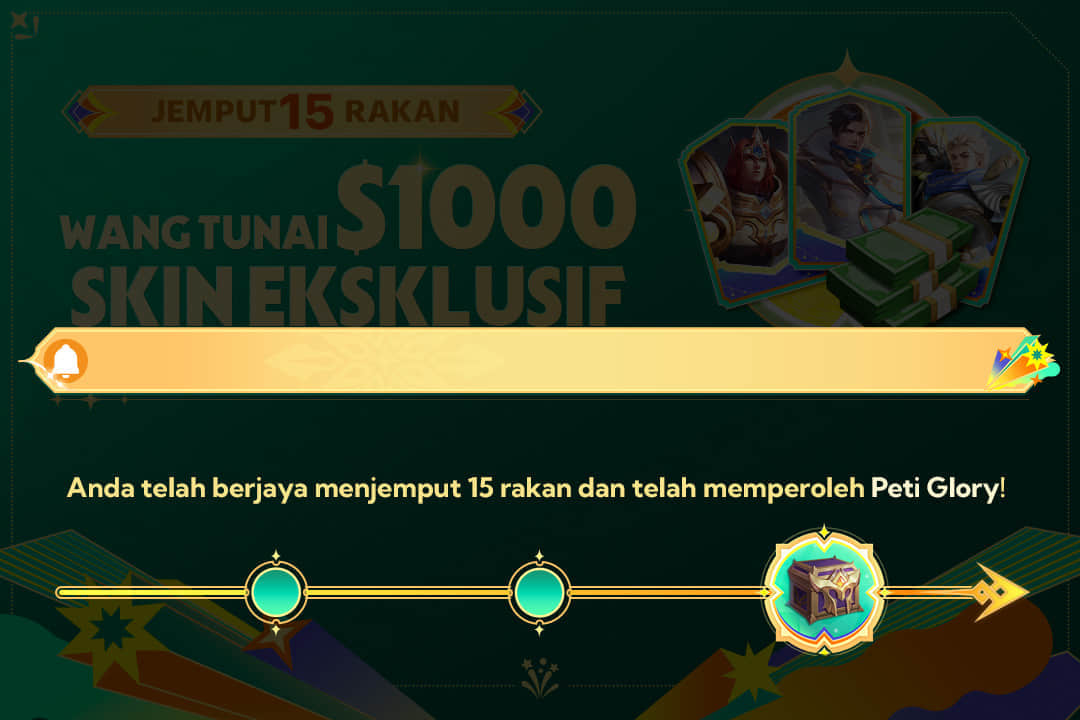 JEMPUT 15 RAKAN
WANG TUNAI $1000
SKIN EKSKLUSIF
Anda telah berjaya menjemput 15 rakan dan telah memperoleh Peti Glory!